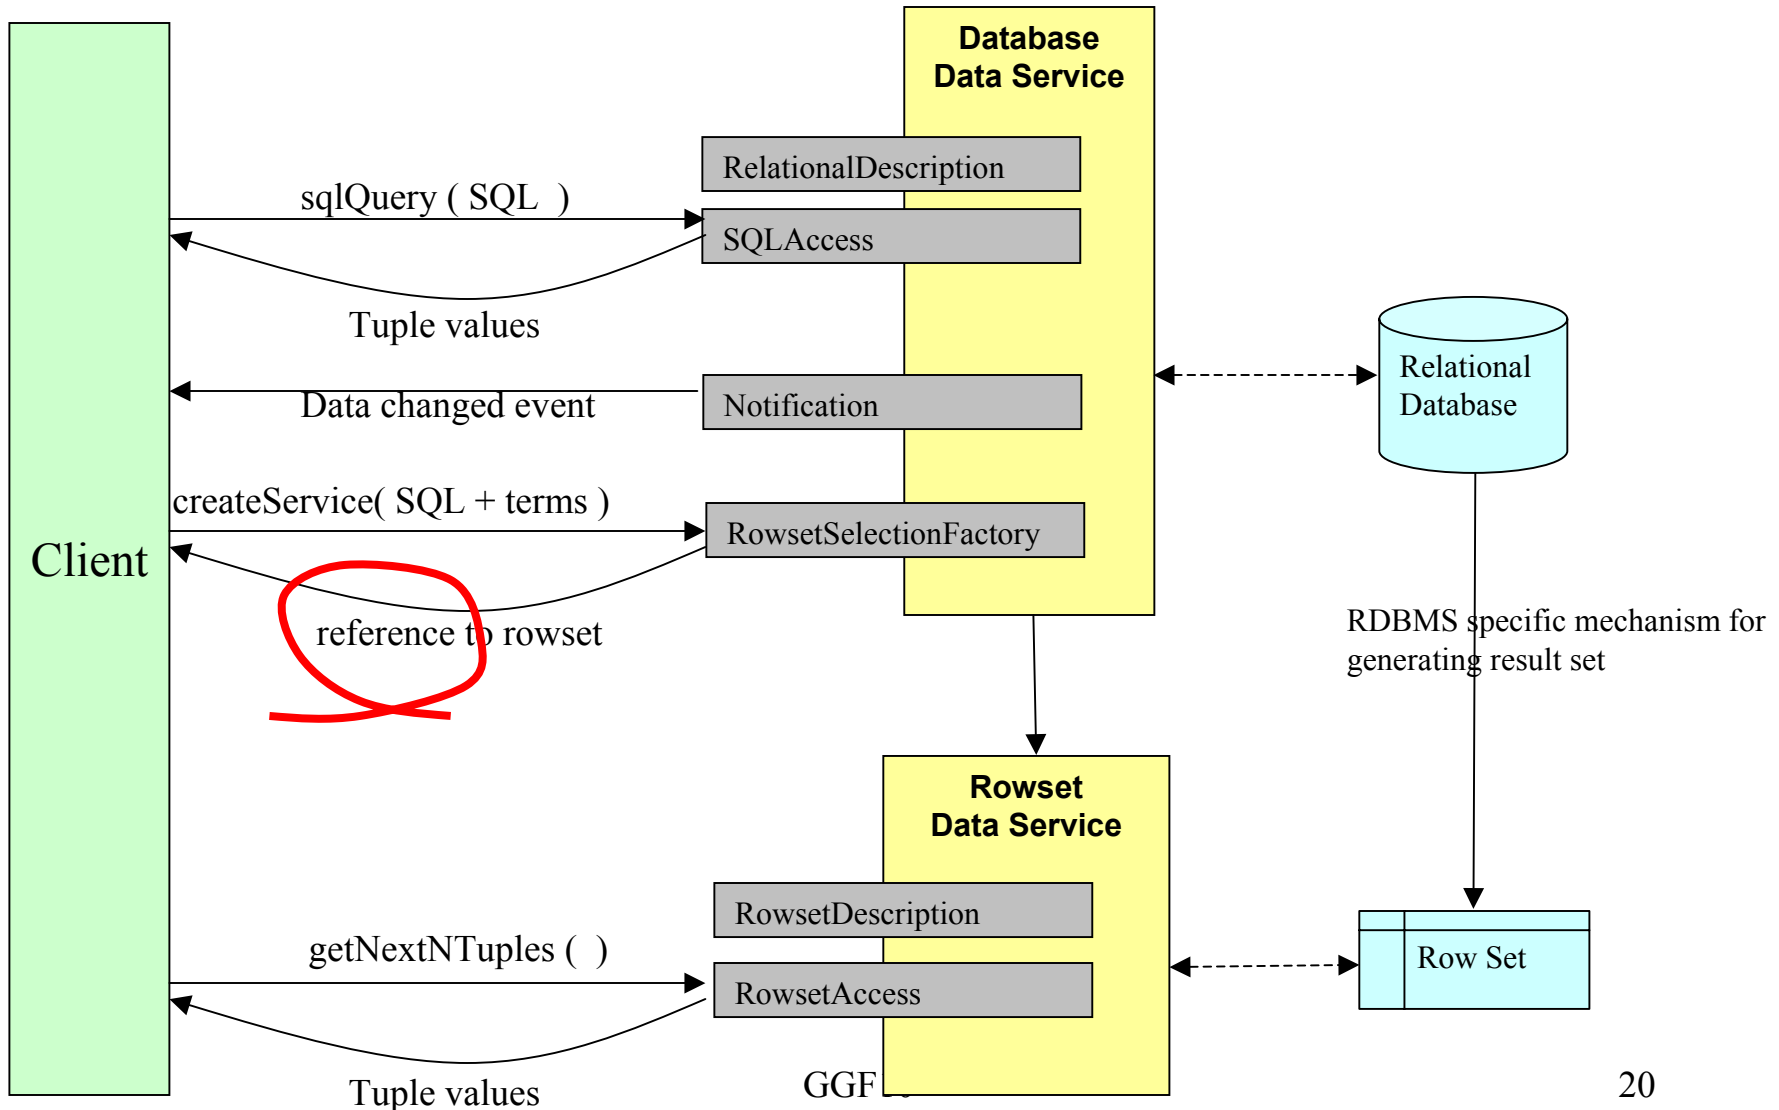 Database
Data Service
RelationalDescription
sqlQuery ( SQL )
SQLAccess
Tuple values
Relational
Database
Data changed event
Notification
createService( SQL + terms )
RowsetSelectionFactory
Client
reference to rowset
RDBMS specific mechanism for
generating result set
Rowset
Data Service
RowsetDescription
getNextNTuples ( )
Row Set
RowsetAccess
Tuple values
GGF
20